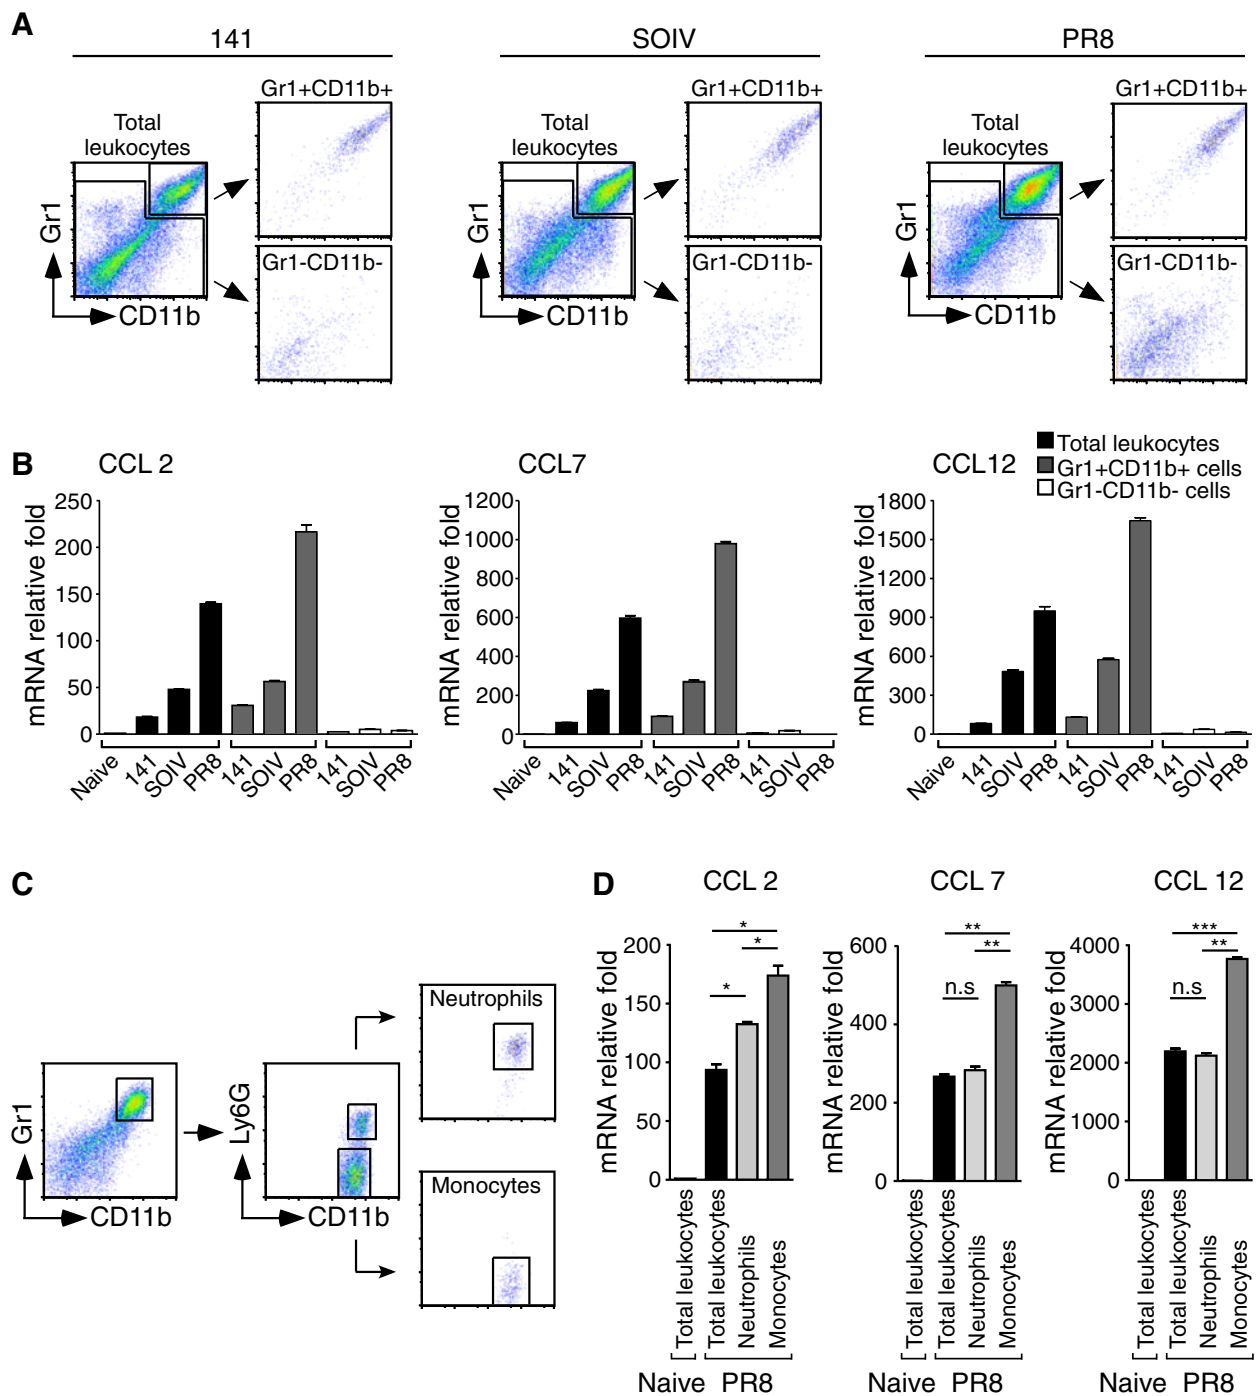 A
141
SOIV
PR8
Gr1+CD11b+
Gr1+CD11b+
Gr1+CD11b+
Total
leukocytes
Total
leukocytes
Total
leukocytes
Gr1
Gr1
Gr1
Gr1-CD11b-
Gr1-CD11b-
Gr1-CD11b-
CD11b
CD11b
CD11b
B
CCL 2
CCL7
CCL12
Total leukocytes
Gr1+CD11b+ cells
Gr1-CD11b- cells
mRNA relative fold
250
200
150
100
50
0
Naive
141
SOIV
PR8
141
SOIV
PR8
141
SOIV
PR8
mRNA relative fold
1200
1000
800
600
400
200
0
Naive
141
SOIV
PR8
141
SOIV
PR8
141
SOIV
PR8
mRNA relative fold
1800
1500
1200
900
600
300
0
Naive
141
SOIV
PR8
141
SOIV
PR8
141
SOIV
PR8
C
Gr1
CD11b
Ly6G
CD11b
Neutrophils
Monocytes
D
CCL 2
CCL 7
CCL 12
mRNA relative fold
200
150
100
50
0
*
*
*
Total leukocytes
Total leukocytes
Neutrophils
Monocytes
Naive PR8
mRNA relative fold
600
400
200
0
**
**
n.s
Total leukocytes
Total leukocytes
Neutrophils
Monocytes
Naive PR8
mRNA relative fold
4000
3000
2000
1000
0
***
**
n.s
Total leukocytes
Total leukocytes
Neutrophils
Monocytes
Naive PR8